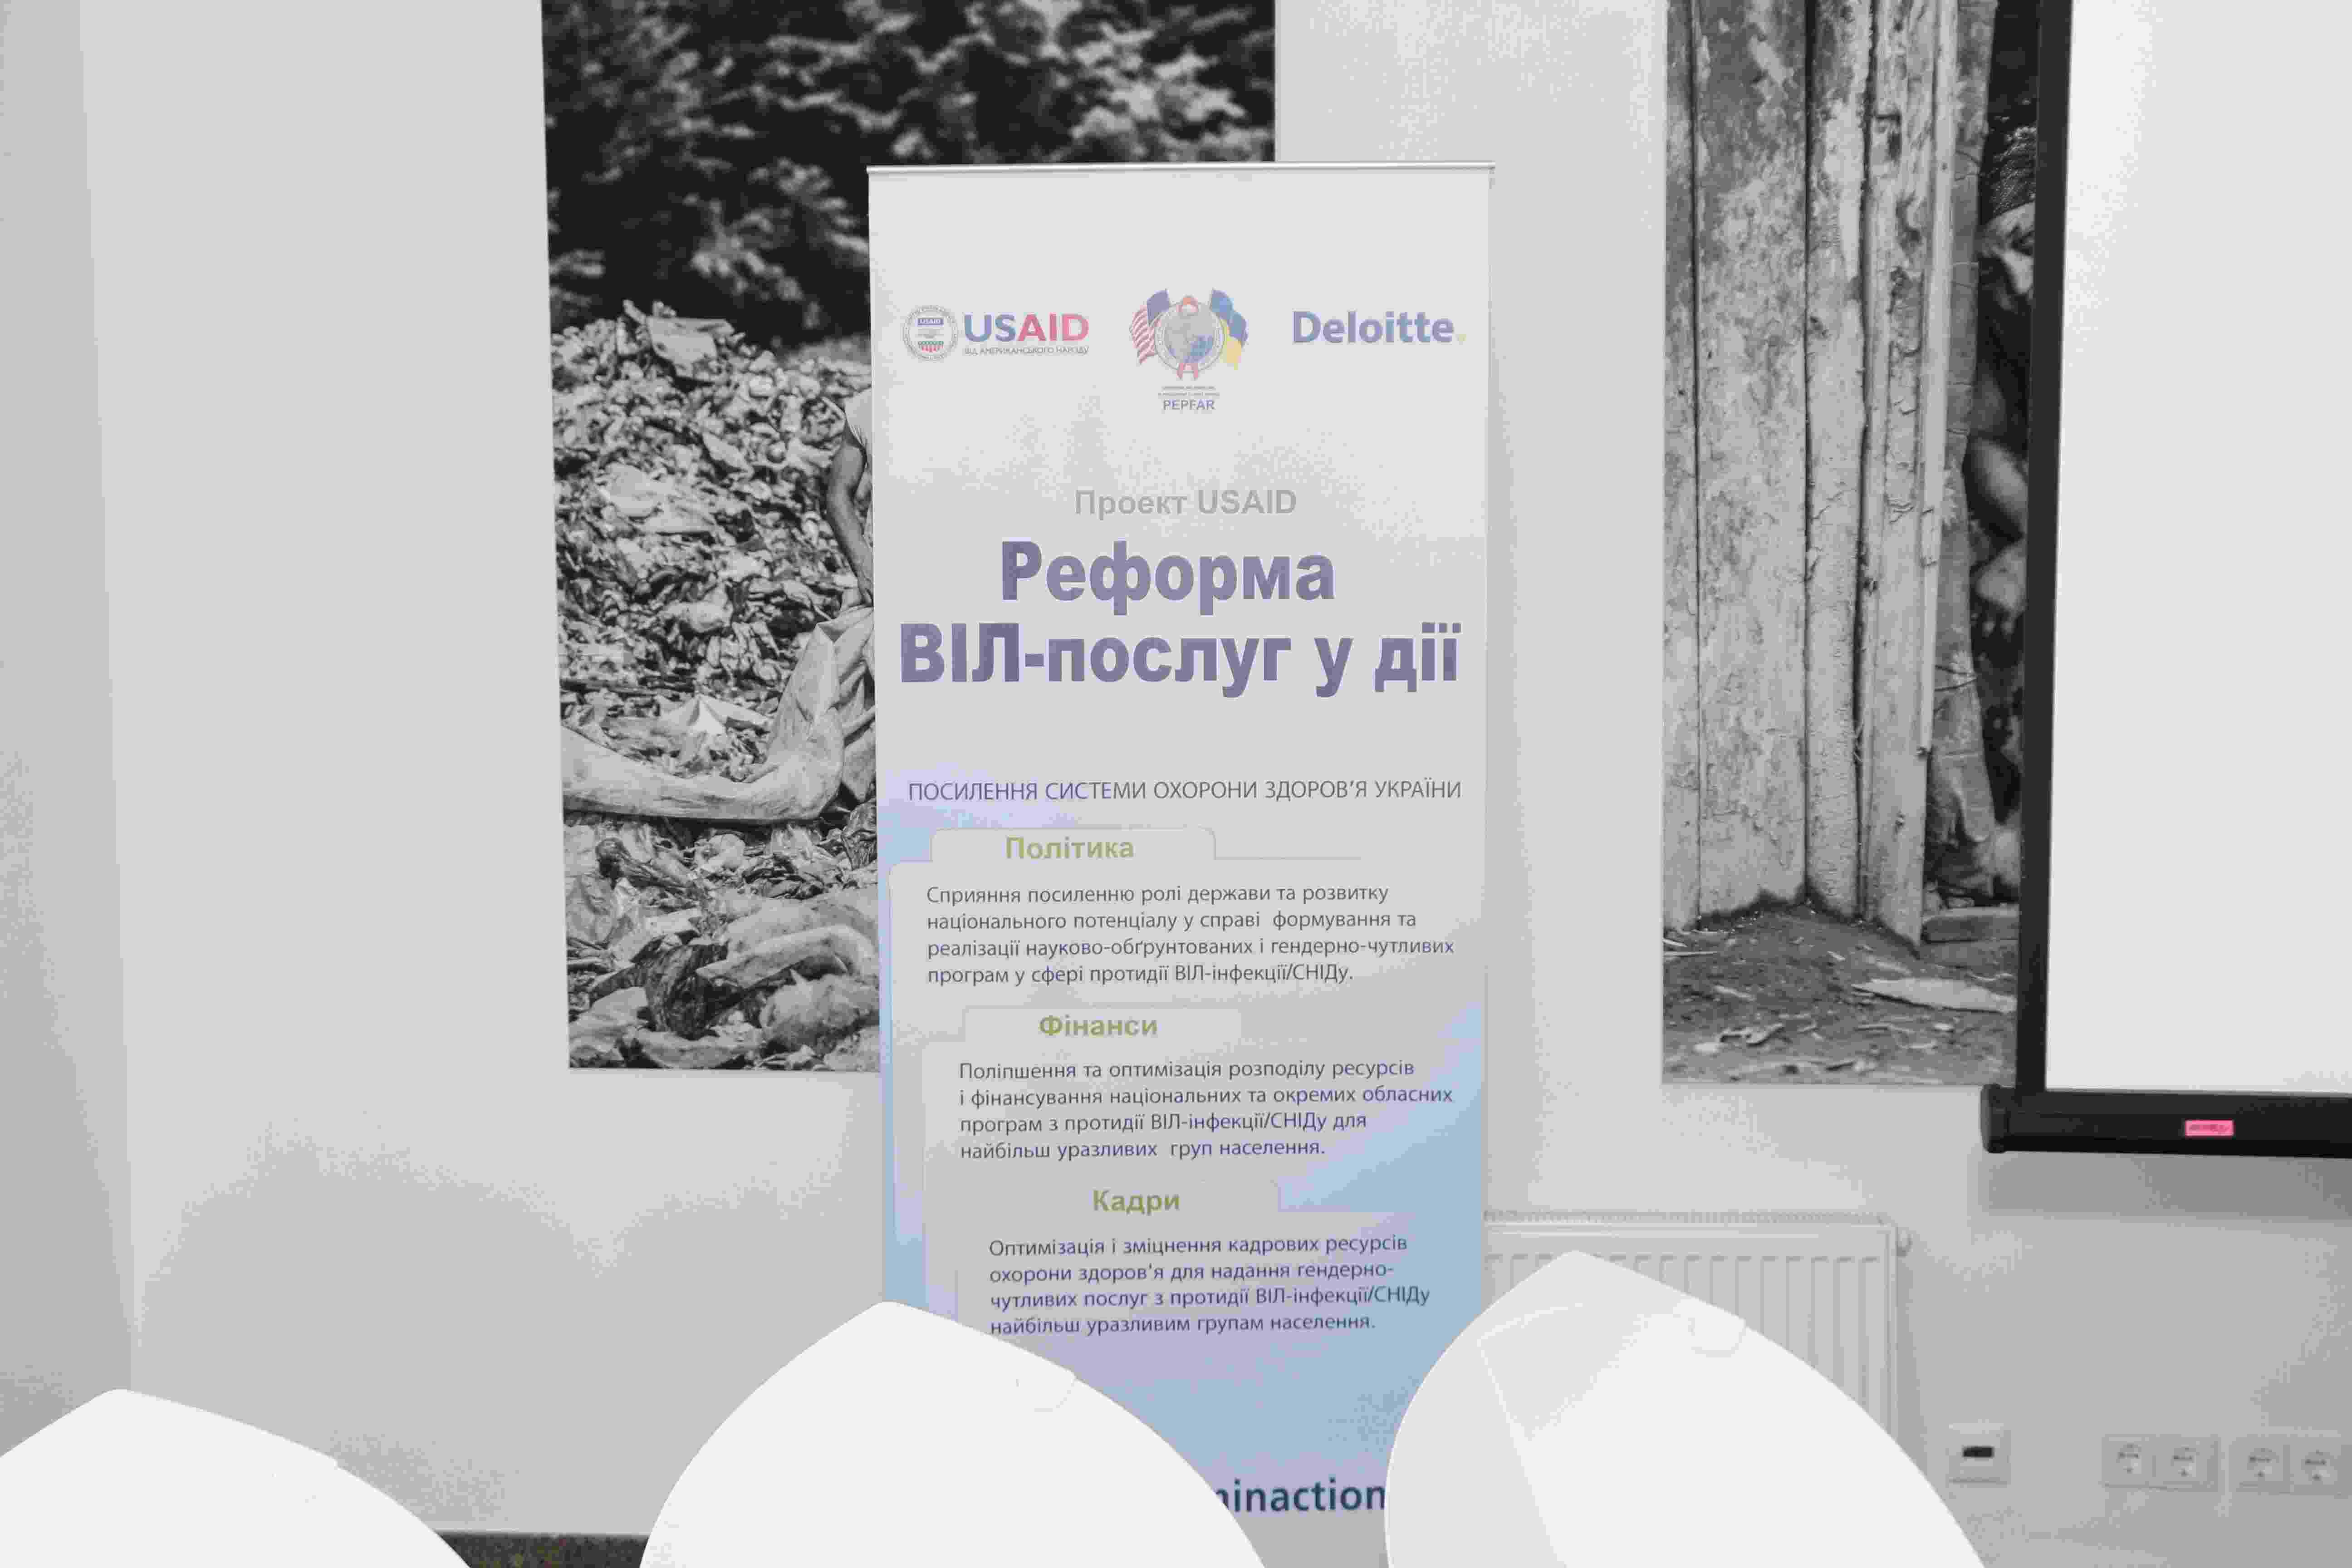 USAID
ВІД АМЕРИКАНСЬКОГО НАРОДУ
PEPFAR
Deloitte.
Проект USAID
Реформа
ВІЛ-послуг у дії
ПОСИЛЕННЯ СИСТЕМИ ОХОРОНИ ЗДОРОВ'Я УКРАЇНИ
Політика
Сприяння посиленню ролі держави та розвитку
національного потенціалу у справі формування та
реалізації науково-обґрунтованих і гендерно-чутливих
програм у сфері протидії ВІЛ-інфекції/СНІДу.
Фінанси
Поліпшення та оптимізація розподілу ресурсів
і фінансування національних та окремих обласних
програм з протидії ВІЛ-інфекції/СНІДу для
найбільш уразливих груп населення.
Кадри
Оптимізація і зміцнення кадрових ресурсів
охорони здоров'я для надання гендерно-
чутливих послуг з протидії ВІЛ-інфекції/СНІДу
найбільш уразливим групам населення.
inaction